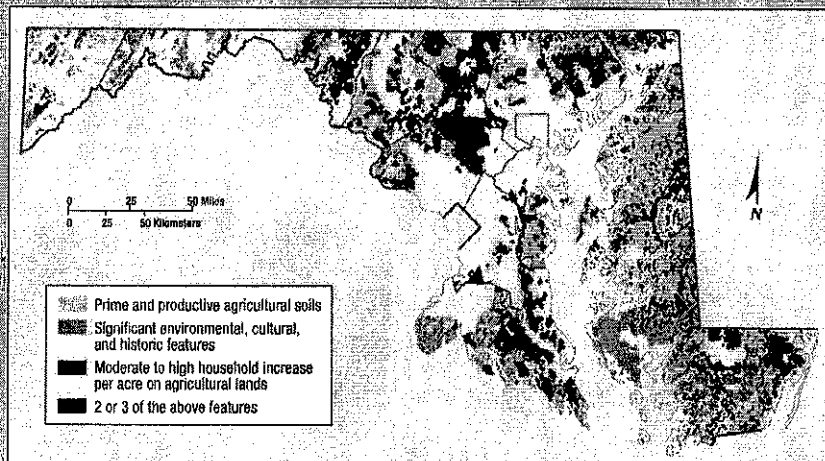 0 25 50 Miles
0 25 50 Kilometers
N
Prime and productive agricultural soils
Significant environmental, cultural,
and historic features
Moderate to high household increase
per acre on agricultural lands
2 or 3 of the above features